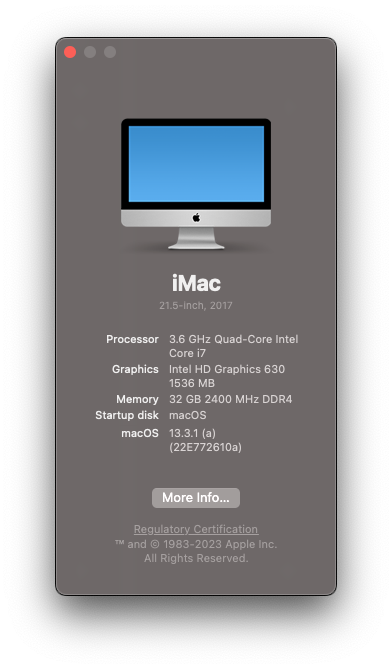 iMac
21.5-inch, 2017
Processor 3.6 GHz Quad-Core Intel
Core i7
Graphics Intel HD Graphics 630
1536 MB
Memory 32 GB 2400 MHz DDR4
Startup disk macOS
macOS 13.3.1 (a)
(22E772610a)
More Info...
Regulatory Certification
™ and © 1983-2023 Apple Inc.
All Rights Reserved.